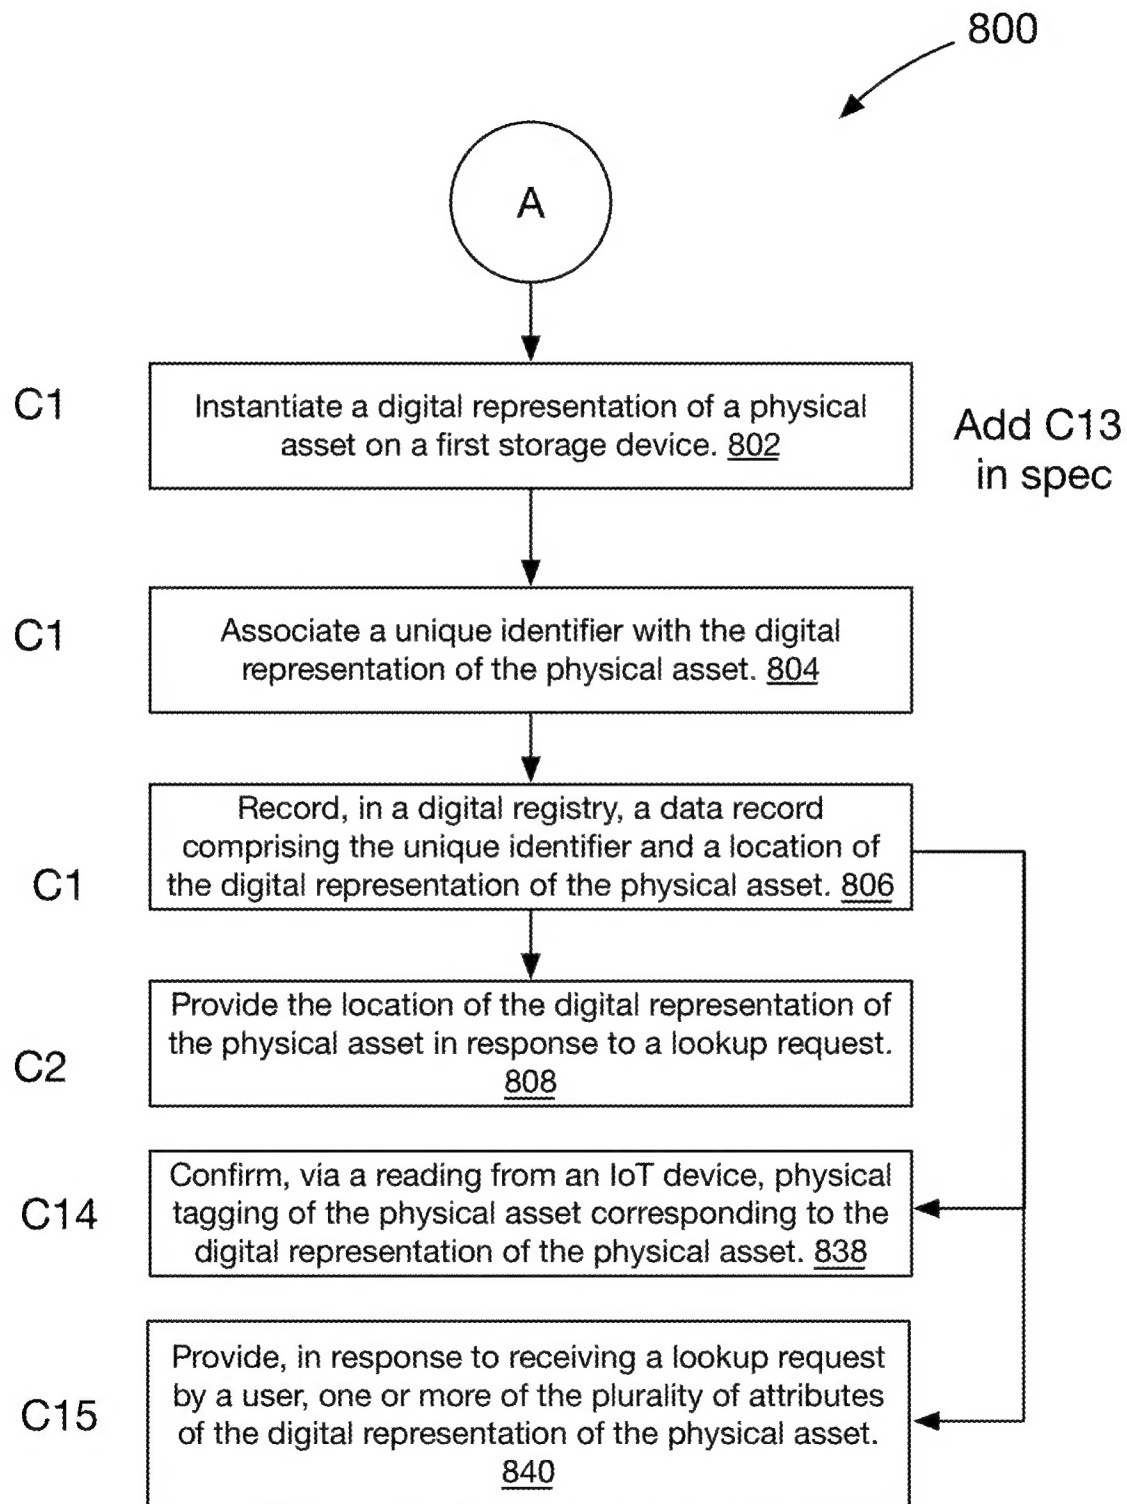 800
A
C1
Instantiate a digital representation of a physical
asset on a first storage device. 802
Add C13
in spec
C1
Associate a unique identifier with the digital
representation of the physical asset. 804
C1
Record, in a digital registry, a data record
comprising the unique identifier and a location of
the digital representation of the physical asset. 806
C2
Provide the location of the digital representation of
the physical asset in response to a lookup request.
808
C14
Confirm, via a reading from an IoT device, physical
tagging of the physical asset corresponding to the
digital representation of the physical asset. 838
C15
Provide, in response to receiving a lookup request
by a user, one or more of the plurality of attributes
of the digital representation of the physical asset.
840